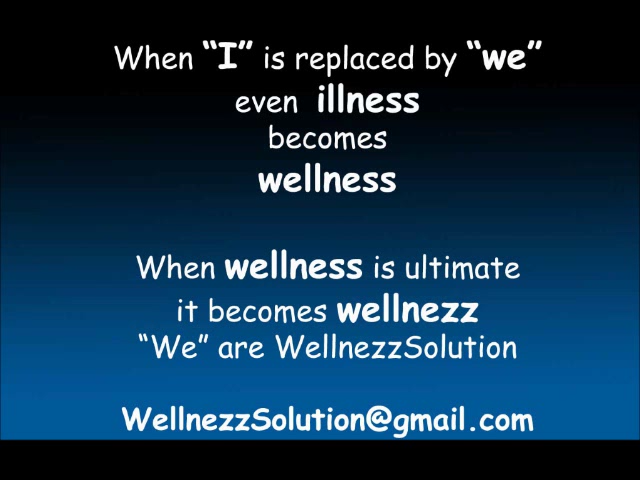 When “I” is replaced by “we”
even illness
becomes
wellness
When wellness is ultimate
it becomes wellnezz
“We” are WellnezzSolution
WellnezzSolution@gmail.com